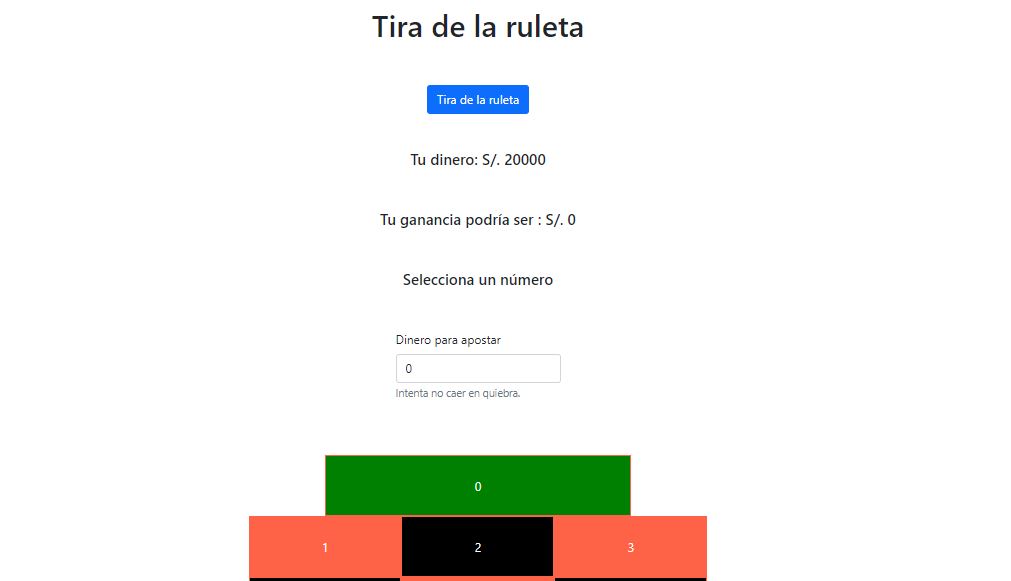 Tira de la ruleta
Tira de la ruleta
Tu dinero: S/. 20000
Tu ganancia podría ser : S/. 0
Selecciona un número
Dinero para apostar
0
Intenta no caer en quiebra.
0
1 2 3